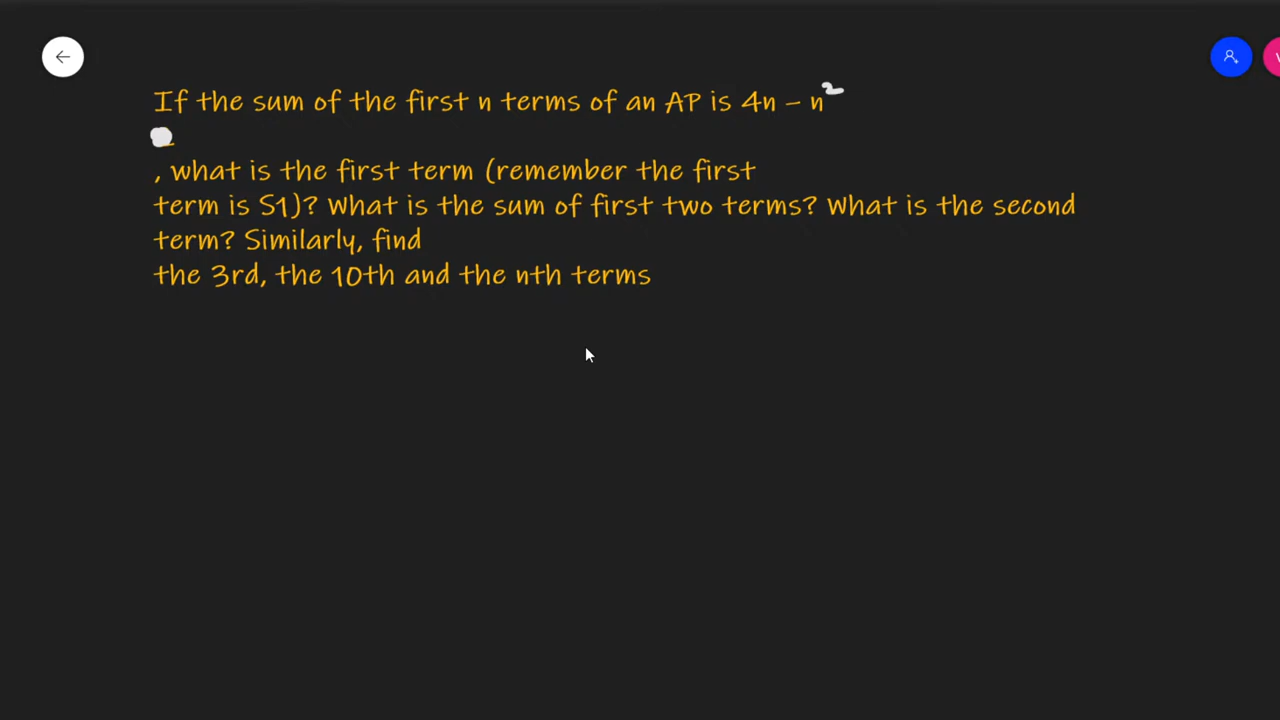 If the sum of the first n terms of an AP is 4n – n²
, what is the first term (remember the first
term is S1)? What is the sum of first two terms? What is the second
term? Similarly, find
the 3rd, the 10th and the nth terms